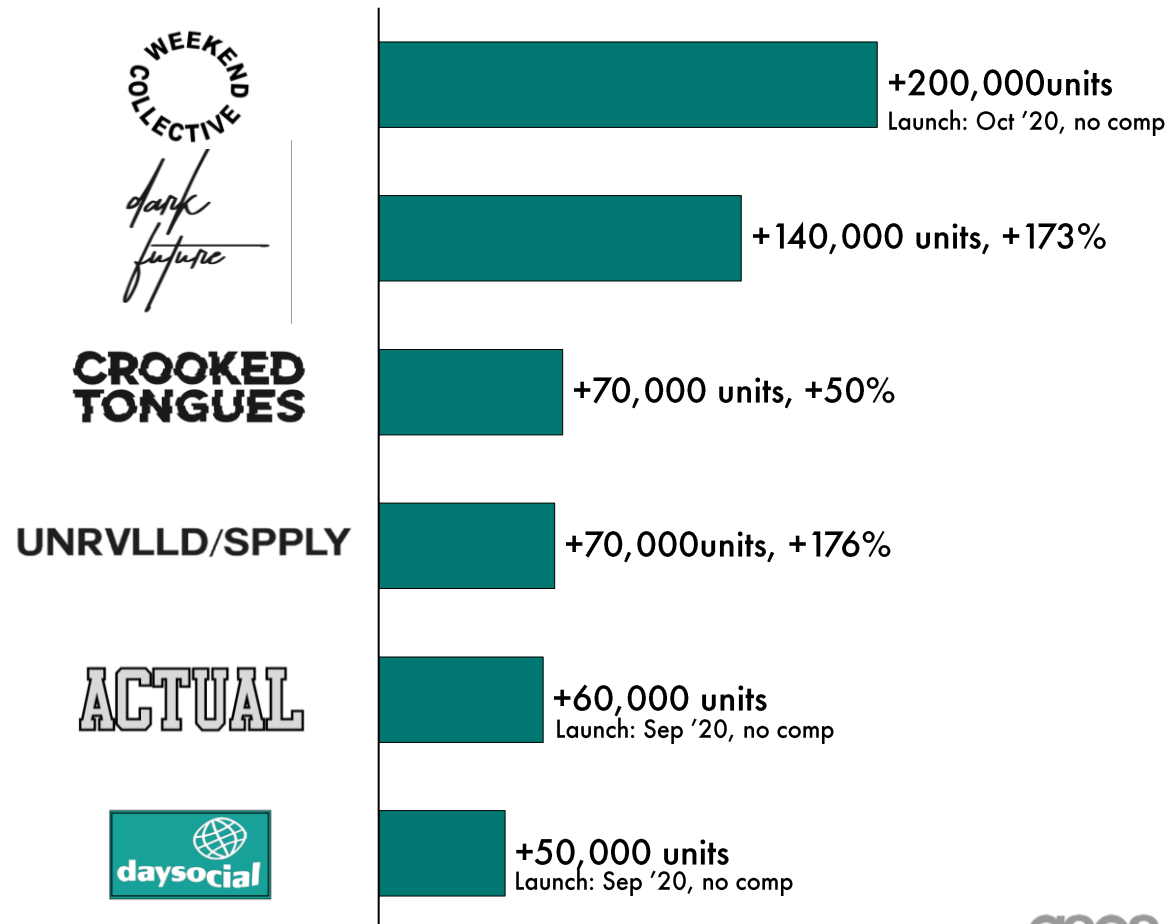 WEEKEND
COLLECTIVE
+200,000units
Launch: Oct ’20, no comp
dark
future
+140,000 units, +173%
CROOKED
TONGUES
+70,000 units, +50%
UNRVLLD/SPPLY
+70,000units, +176%
ACTUAL
+60,000 units
Launch: Sep ’20, no comp
daysocial
+50,000 units
Launch: Sep ’20, no comp